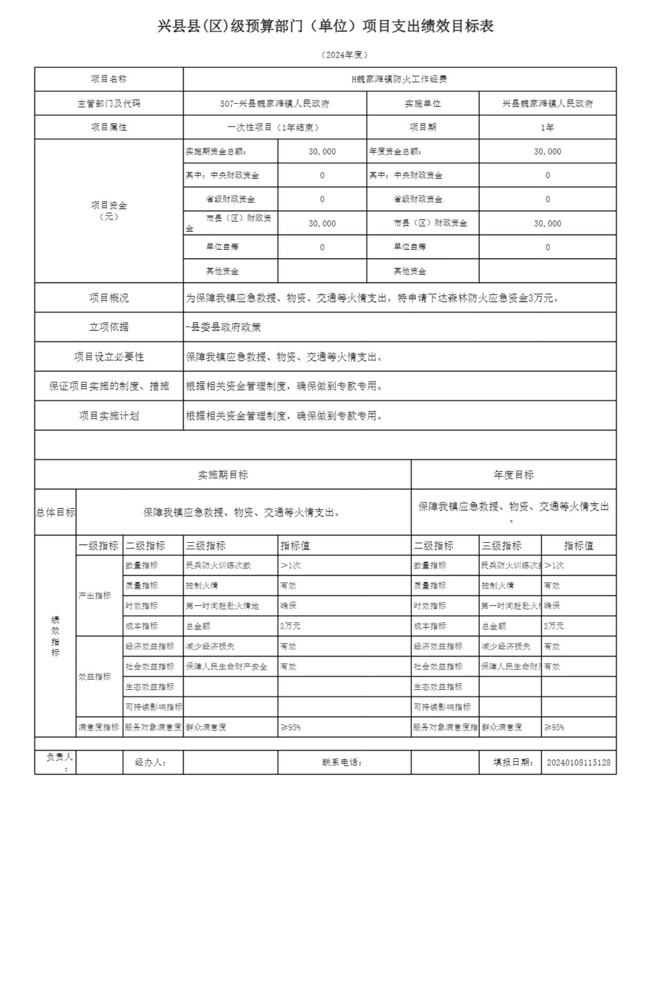 兴县县(区)级预算部门（单位）项目支出绩效目标表
（2024年度）
项目名称 H魏家滩镇防火工作经费
主管部门及代码 507-兴县魏家滩镇人民政府 实施单位 兴县魏家滩镇人民政府
项目属性 一次性项目（1年结束） 项目期 1年
项目资金
（元）
实施期资金总额： 30,000 年度资金总额： 30,000
其中：中央财政资金 0 其中：中央财政资金 0
省级财政资金 0 省级财政资金 0
市县（区）财政资
金 30,000 市县（区）财政资金 30,000
单位自筹 0 单位自筹 0
其他资金 其他资金
项目概况 为保障我镇应急救援、物资、交通等火情支出，特申请下达森林防火应急资金3万元。
立项依据 -县委县政府政策
项目设立必要性 保障我镇应急救援、物资、交通等火情支出。
保证项目实施的制度、措施 根据相关资金管理制度，确保做到专款专用。
项目实施计划 根据相关资金管理制度，确保做到专款专用。
实施期目标 年度目标
总体目标 保障我镇应急救援、物资、交通等火情支出。 保障我镇应急救援、物资、交通等火情支出
。
绩
效
指
标
一级指标 二级指标 三级指标 指标值 二级指标 三级指标 指标值
产出指标
数量指标 民兵防火训练次数 ＞1次 数量指标 民兵防火训练次数 ＞1次
质量指标 控制火情 有效 质量指标 控制火情 有效
时效指标 第一时间赶赴火情地 确保 时效指标 第一时间赶赴火情 确保
成本指标 总金额 3万元 成本指标 总金额 3万元
效益指标
经济效益指标 减少经济损失 有效 经济效益指标 减少经济损失 有效
社会效益指标 保障人民生命财产安全 有效 社会效益指标 保障人民生命财产 有效
生态效益指标 生态效益指标
可持续影响指标 可持续影响指标
满意度指标 服务对象满意度 群众满意度 ≥95% 服务对象满意度指 群众满意度 ≥95%
负责人
： 经办人： 联系电话： 填报日期： 20240108115128